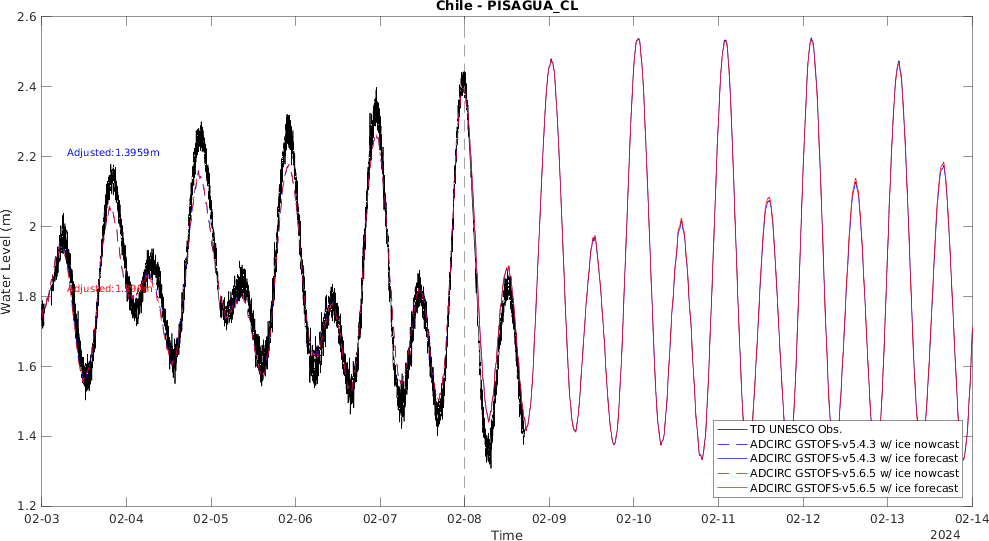 Chile - PISAGUA_CL
2.6
2.4
2.2
2
1.8
1.6
1.4
1.2
Water Level (m)
Adjusted:1.3959m
TD UNESCO Obs.
ADCIRC GSTOFS-v5.4.3 w/ ice nowcast
ADCIRC GSTOFS-v5.4.3 w/ ice forecast
ADCIRC GSTOFS-v5.6.5 w/ ice nowcast
ADCIRC GSTOFS-v5.6.5 w/ ice forecast
02-03 02-04 02-05 02-06 02-07 02-08 02-09 02-10 02-11 02-12 02-13 02-14
Time
2024